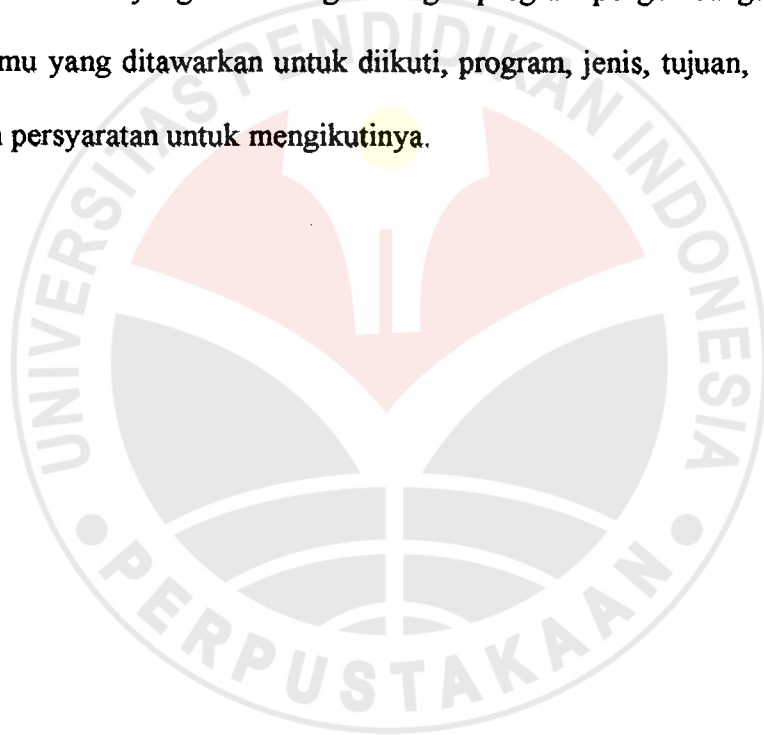 mu yang ditawarkan untuk diikuti, program, jenis, tujuan,
persyaratan untuk mengikutinya.
UNIVERSITAS PENDIDIKAN INDONESIA
PERPUSTAKAAN